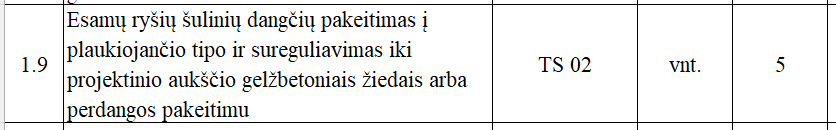 Esamų ryšių šulinių dangčių pakeitimas į
plaukiojančio tipo ir sureguliavimas iki
1.9 projektinio aukščio gelžbetoniais žiedais arba TS 02 vnt. 5
perdangos pakeitimu